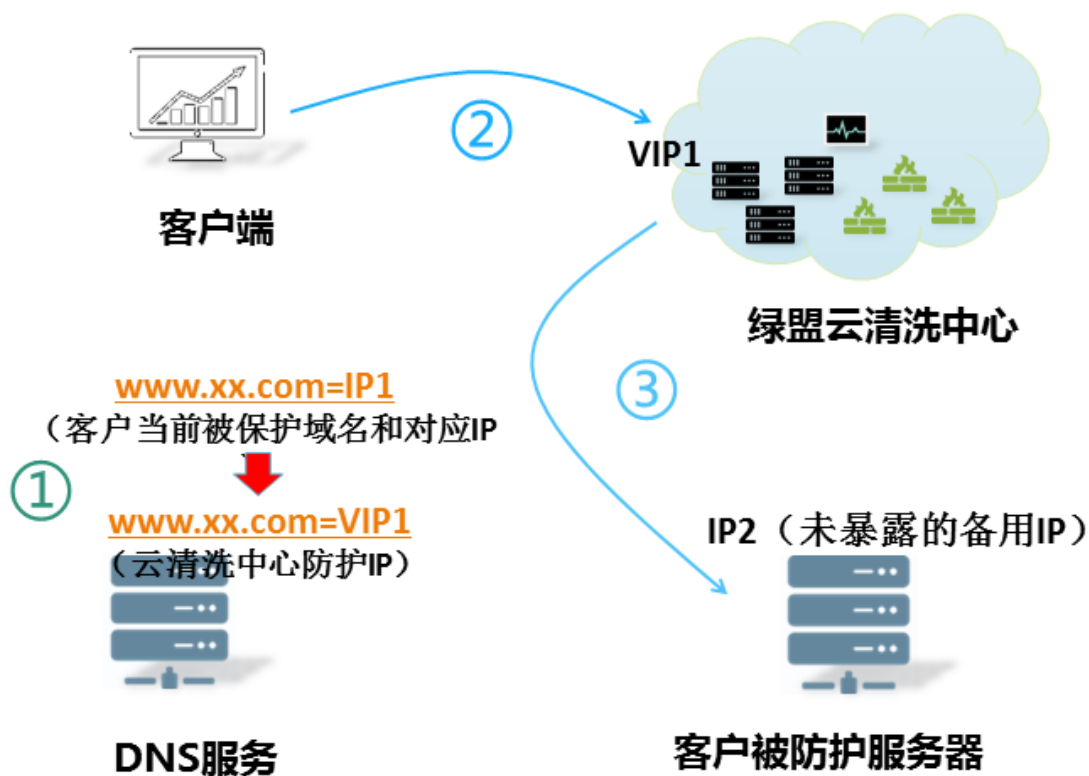 ②
VIP1
客户端
绿盟云清洗中心
③
www.xx.com=IP1
（客户当前被保护域名和对应IP
①
www.xx.com=VIP1
（云清洗中心防护IP）
IP2（未暴露的备用IP）
DNS服务
客户被防护服务器